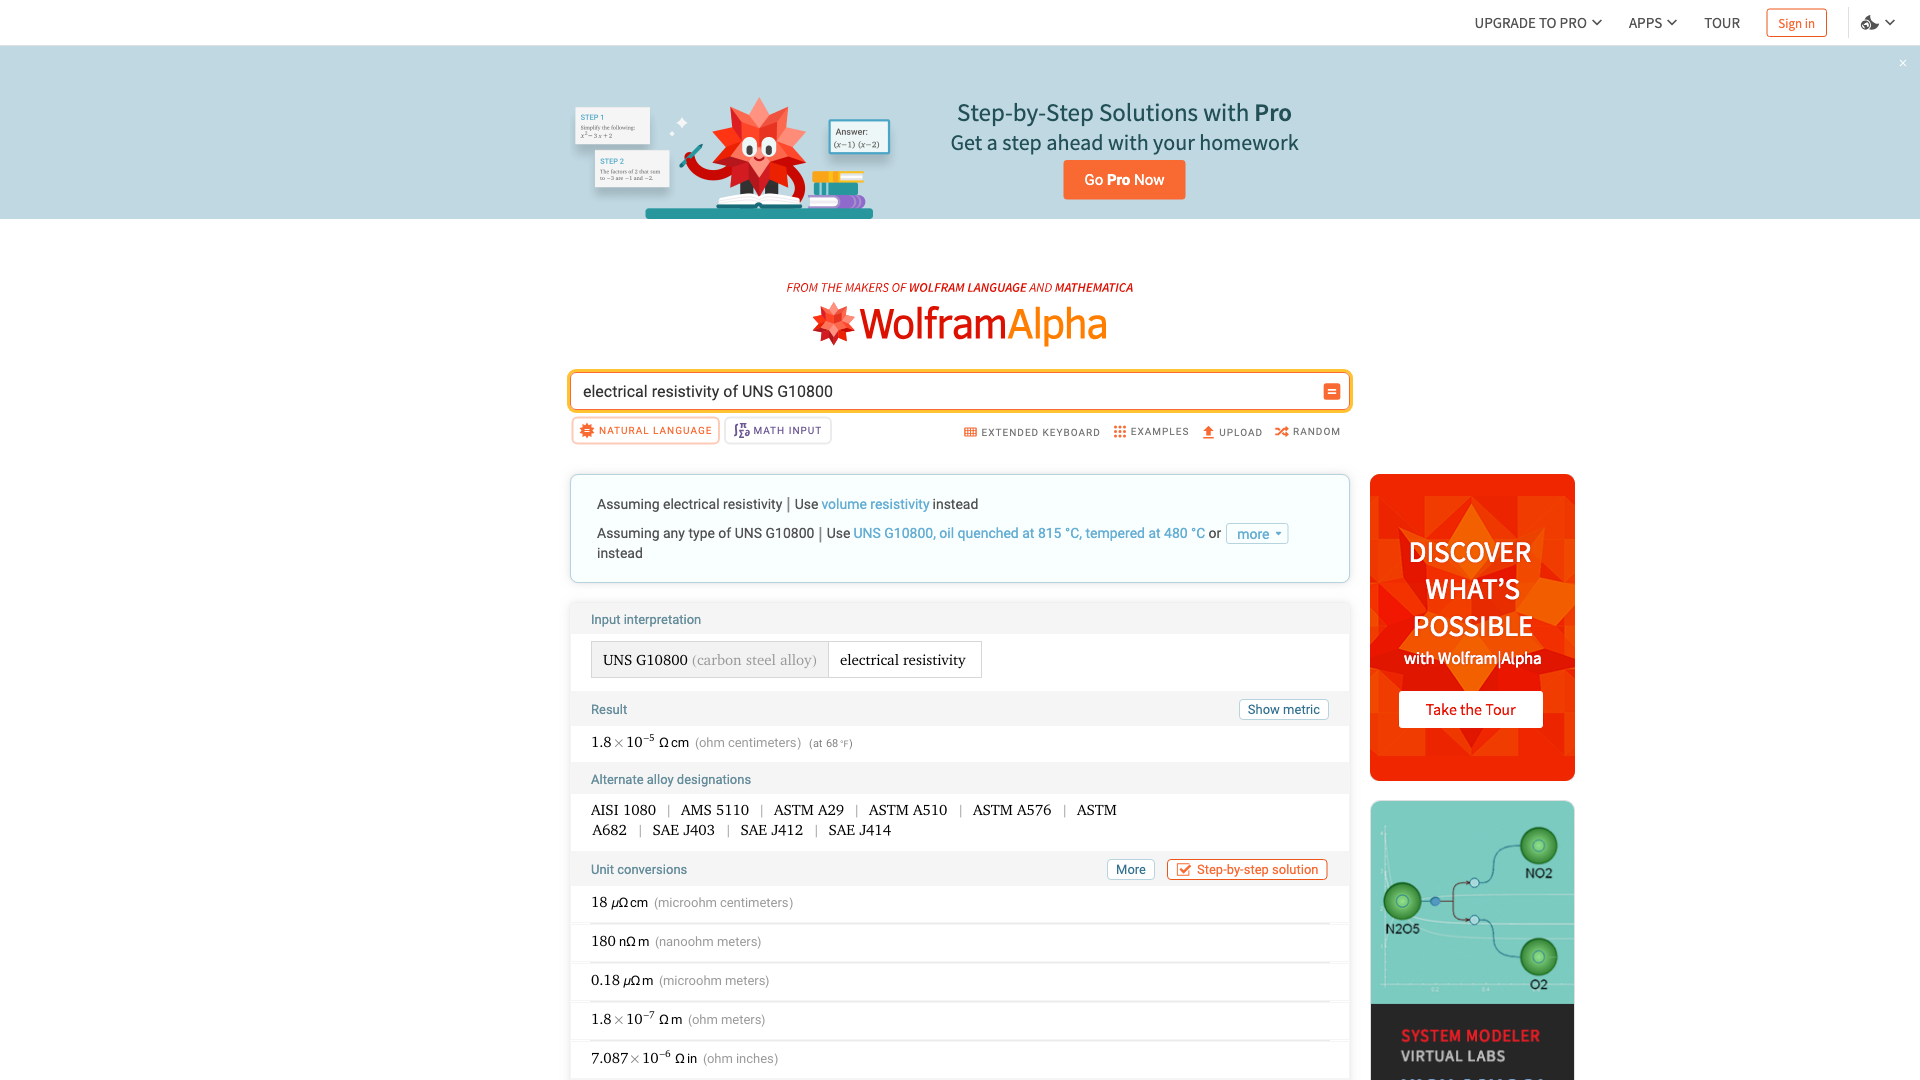 UPGRADE TO PRO
APPS
TOUR
Sign in
×
STEP 1
Simplify the following:
x² − 3 x + 2
STEP 2
The factors of 2 that sum
to −3 are −1 and −2.
Answer:
(x−1) (x−2)
Step-by-Step Solutions with Pro
Get a step ahead with your homework
Go Pro Now
FROM THE MAKERS OF WOLFRAM LANGUAGE AND MATHEMATICA
WolframAlpha
electrical resistivity of UNS G10800
NATURAL LANGUAGE
MATH INPUT
EXTENDED KEYBOARD
EXAMPLES
UPLOAD
RANDOM
Assuming electrical resistivity | Use volume resistivity instead
Assuming any type of UNS G10800 | Use UNS G10800, oil quenched at 815 °C, tempered at 480 °C or more
instead
Input interpretation
UNS G10800 (carbon steel alloy) electrical resistivity
Result
Show metric
1.8×10⁻⁵ Ω cm (ohm centimeters) (at 68 °F)
Alternate alloy designations
AISI 1080 | AMS 5110 | ASTM A29 | ASTM A510 | ASTM A576 | ASTM
A682 | SAE J403 | SAE J412 | SAE J414
Unit conversions
More
Step-by-step solution
18 μΩ cm (microohm centimeters)
180 nΩ m (nanoohm meters)
0.18 μΩ m (microohm meters)
1.8×10⁻⁷ Ω m (ohm meters)
7.087×10⁻⁶ Ω in (ohm inches)
DISCOVER
WHAT'S
POSSIBLE
with Wolfram|Alpha
Take the Tour
NO2
N2O5
O2
SYSTEM MODELER
VIRTUAL LABS